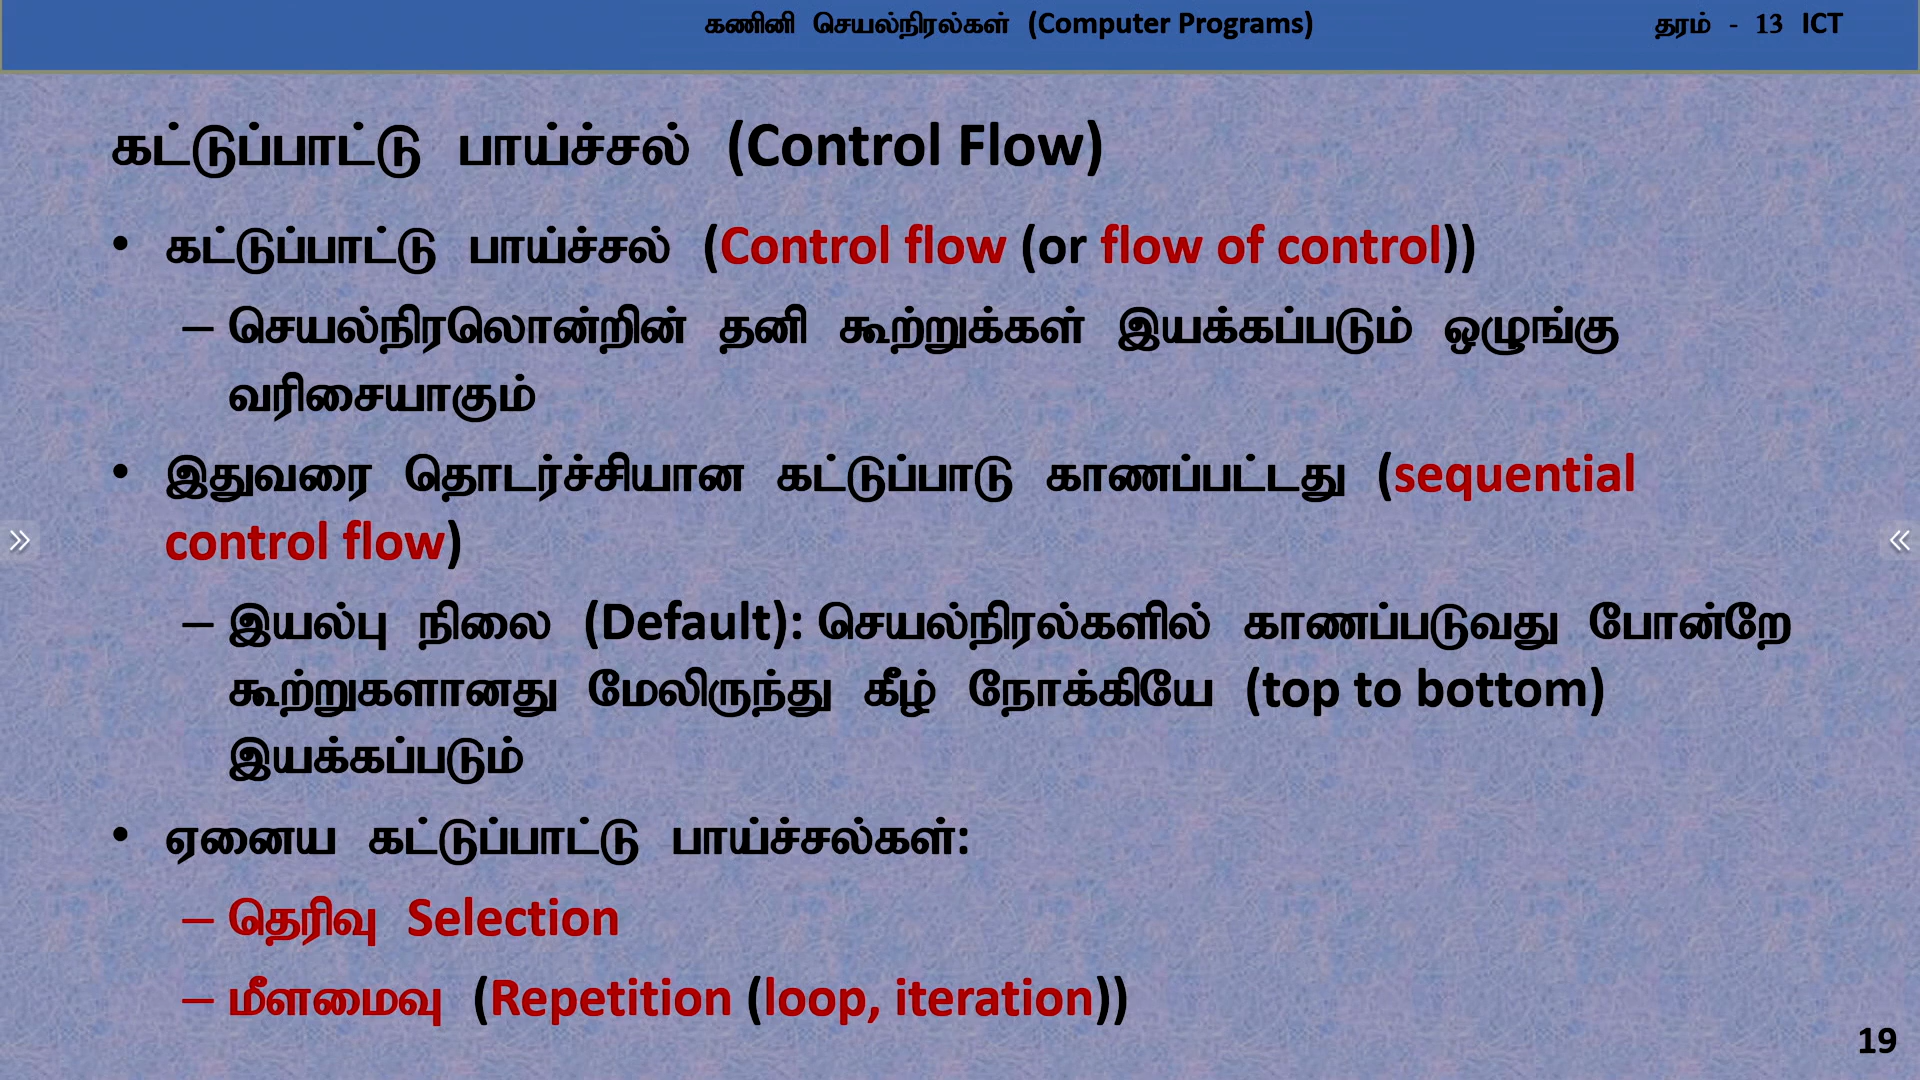 கணினி செயல்நிரல்கள் (Computer Programs) தரம் - 13 ICT
கட்டுப்பாட்டு பாய்ச்சல் (Control Flow)
• கட்டுப்பாட்டு பாய்ச்சல் (Control flow (or flow of control))
– செயல்நிரலொன்றின் தனி கூற்றுக்கள் இயக்கப்படும் ஒழுங்கு
வரிசையாகும்
• இதுவரை தொடர்ச்சியான கட்டுப்பாடு காணப்பட்டது (sequential
control flow)
– இயல்பு நிலை (Default): செயல்நிரல்களில் காணப்படுவது போன்றே
கூற்றுகளானது மேலிருந்து கீழ் நோக்கியே (top to bottom)
இயக்கப்படும்
• ஏனைய கட்டுப்பாட்டு பாய்ச்சல்கள்:
– தெரிவு Selection
– மீளமைவு (Repetition (loop, iteration))
19